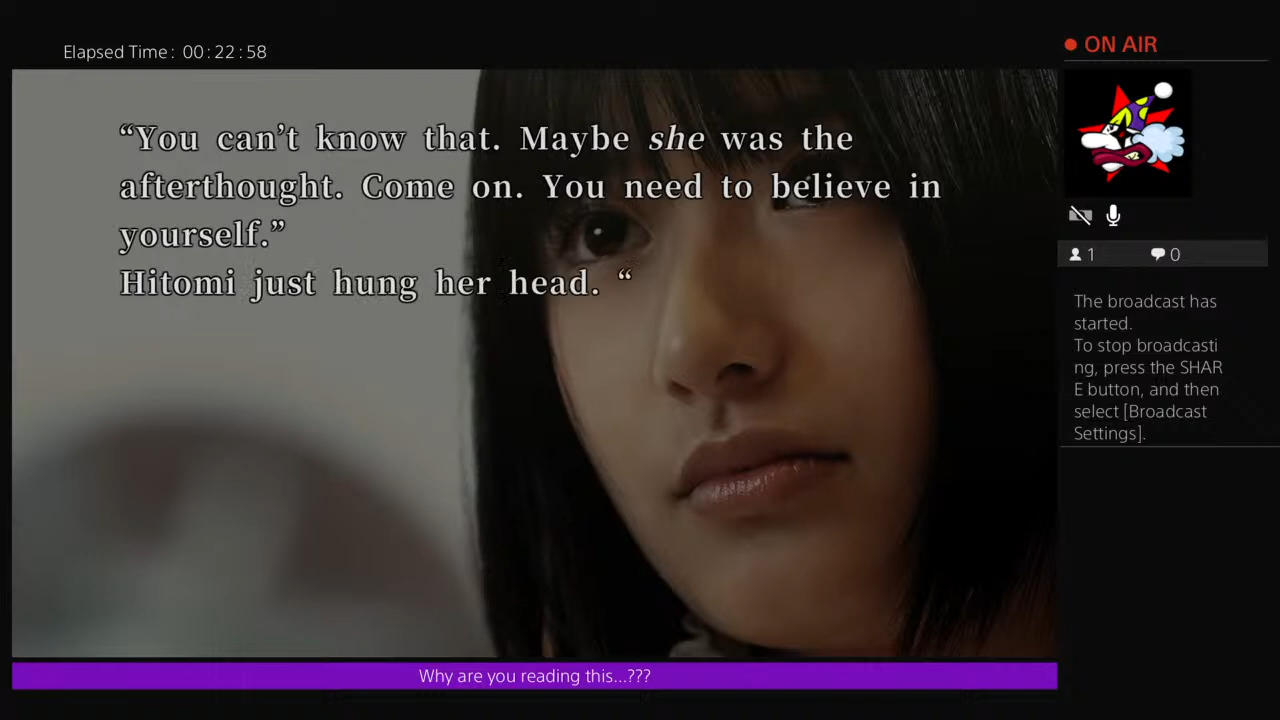 Elapsed Time: 00:22:58
ON AIR
“You can’t know that. Maybe she was the
afterthought. Come on. You need to believe in
yourself.”
Hitomi just hung her head. “
1
0
The broadcast has
started.
To stop broadcasti
ng, press the SHAR
E button, and then
select [Broadcast
Settings].
Why are you reading this...???